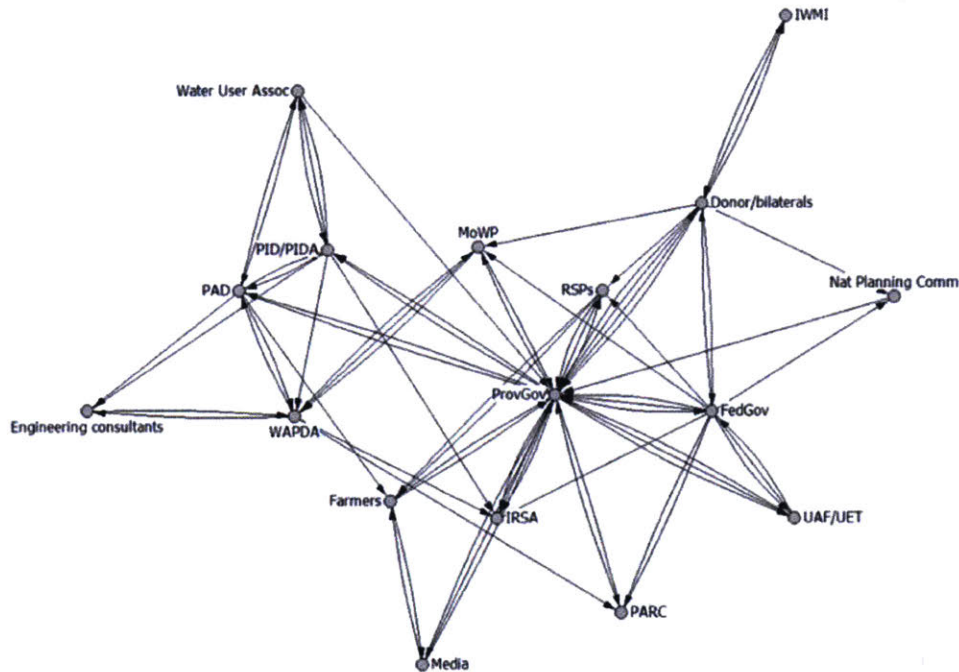 IWMI
Water User Assoc
Donor/bilaterals
MoWP
PID/PIDA
Nat Planning Comm
PAD
RSPs
ProvGov
FedGov
Engineering consultants
WAPDA
Farmers
IRSA
UAF/UET
PARC
Media